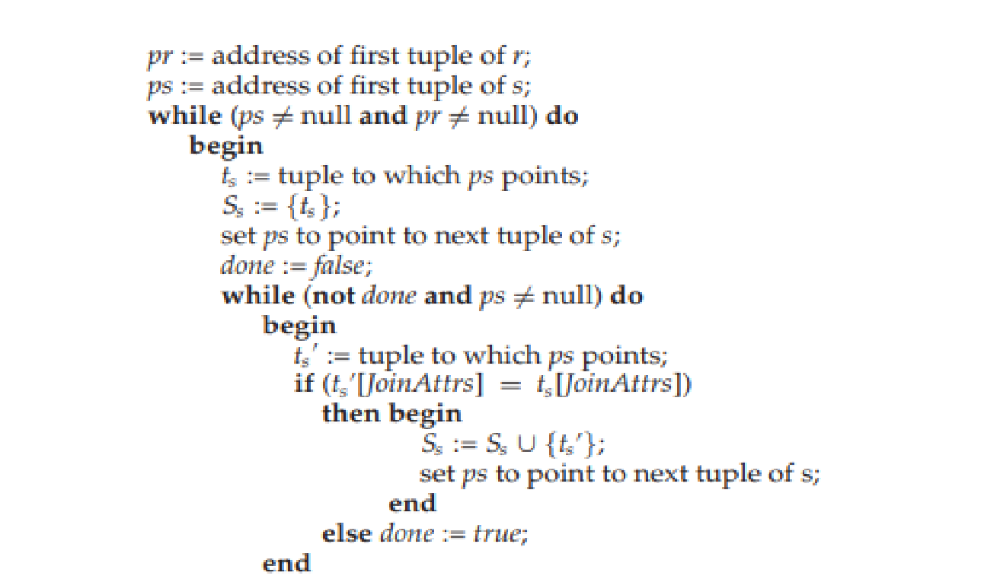 pr := address of first tuple of r;
ps := address of first tuple of s;
while (ps ≠ null and pr ≠ null) do
begin
tₛ := tuple to which ps points;
Sₛ := {tₛ};
set ps to point to next tuple of s;
done := false;
while (not done and ps ≠ null) do
begin
tₛ′ := tuple to which ps points;
if (tₛ′[JoinAttrs] = tₛ[JoinAttrs])
then begin
Sₛ := Sₛ ∪ {tₛ′};
set ps to point to next tuple of s;
end
else done := true;
end